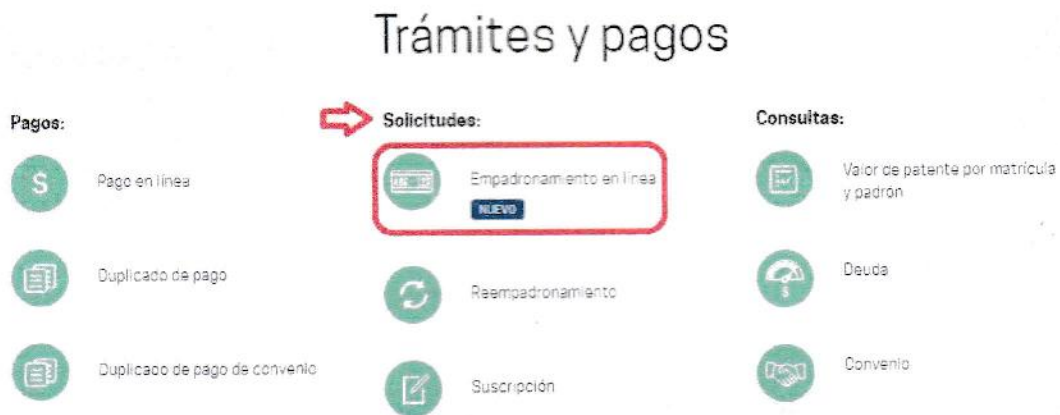 Trámites y pagos
Pagos:
Pago en línea
Duplicado de pago
Duplicado de pago de convenio
Solicitudes:
Empadronamiento en línea
NUEVO
Reempadronamiento
Suscripción
Consultas:
Valor de patente por matrícula
y padrón
Deuda
Convenio